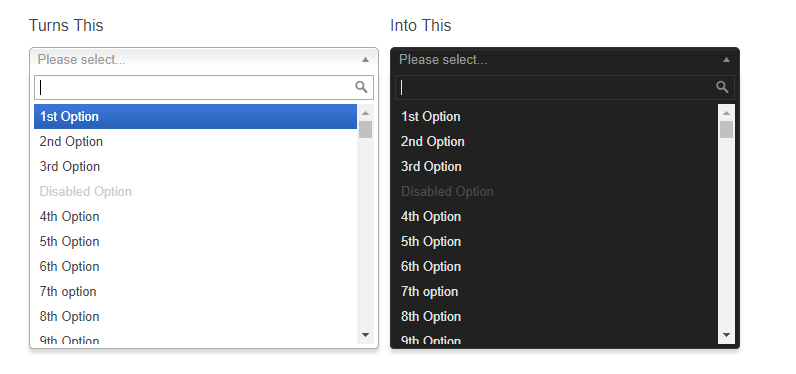 Turns This
Please select...
1st Option
2nd Option
3rd Option
Disabled Option
4th Option
5th Option
6th Option
7th option
8th Option
9th Option
Into This
Please select...
1st Option
2nd Option
3rd Option
Disabled Option
4th Option
5th Option
6th Option
7th option
8th Option
9th Option